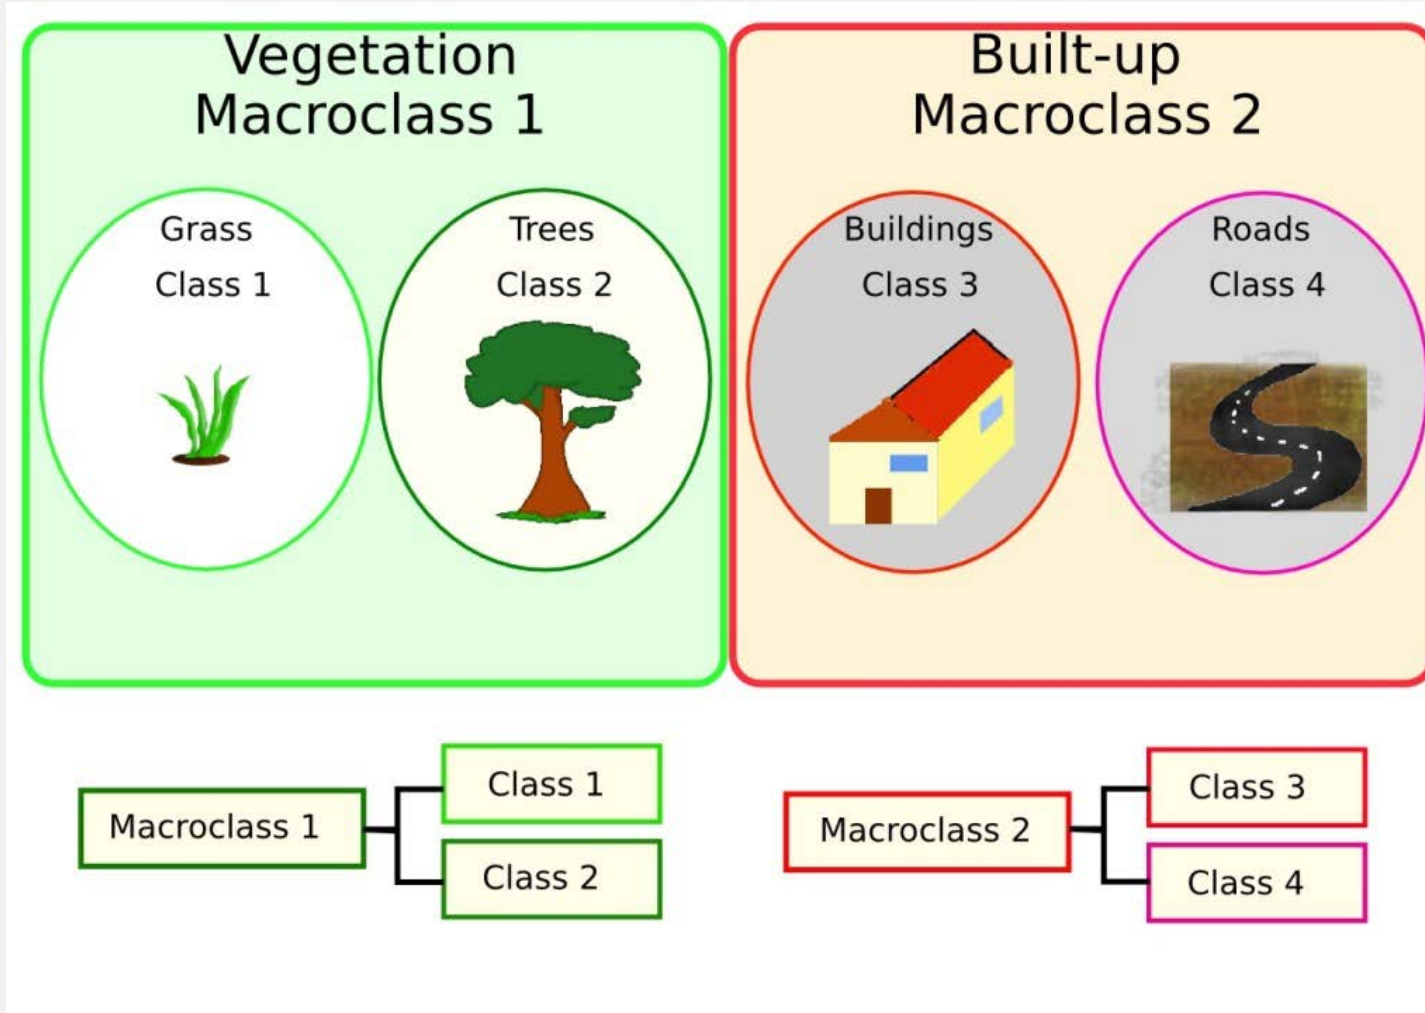 Vegetation
Macroclass 1
Grass
Class 1
Trees
Class 2
Built-up
Macroclass 2
Buildings
Class 3
Roads
Class 4
Macroclass 1
Class 1
Class 2
Macroclass 2
Class 3
Class 4